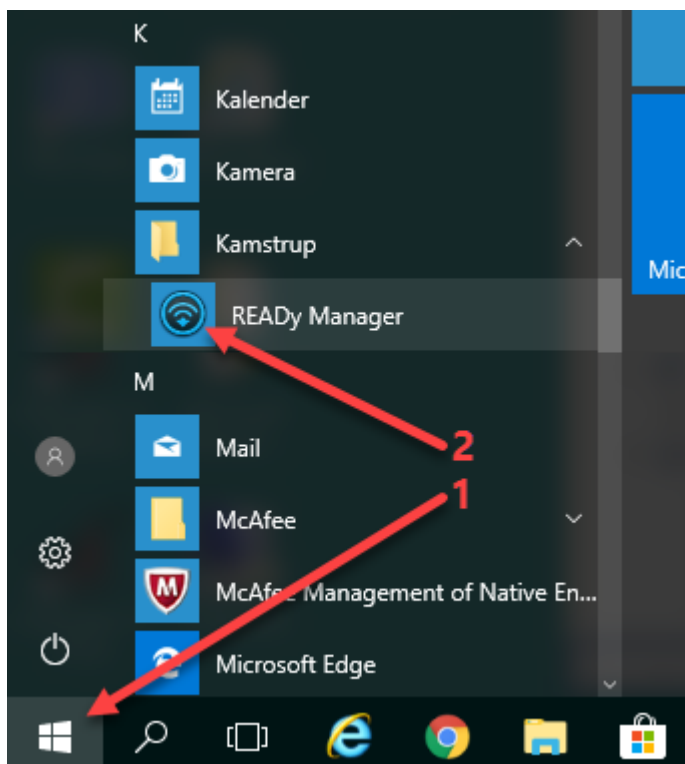 K
Kalender
Kamera
Kamstrup
Mic
READy Manager
M
Mail
2
1
McAfee
McAfee Management of Native En...
Microsoft Edge